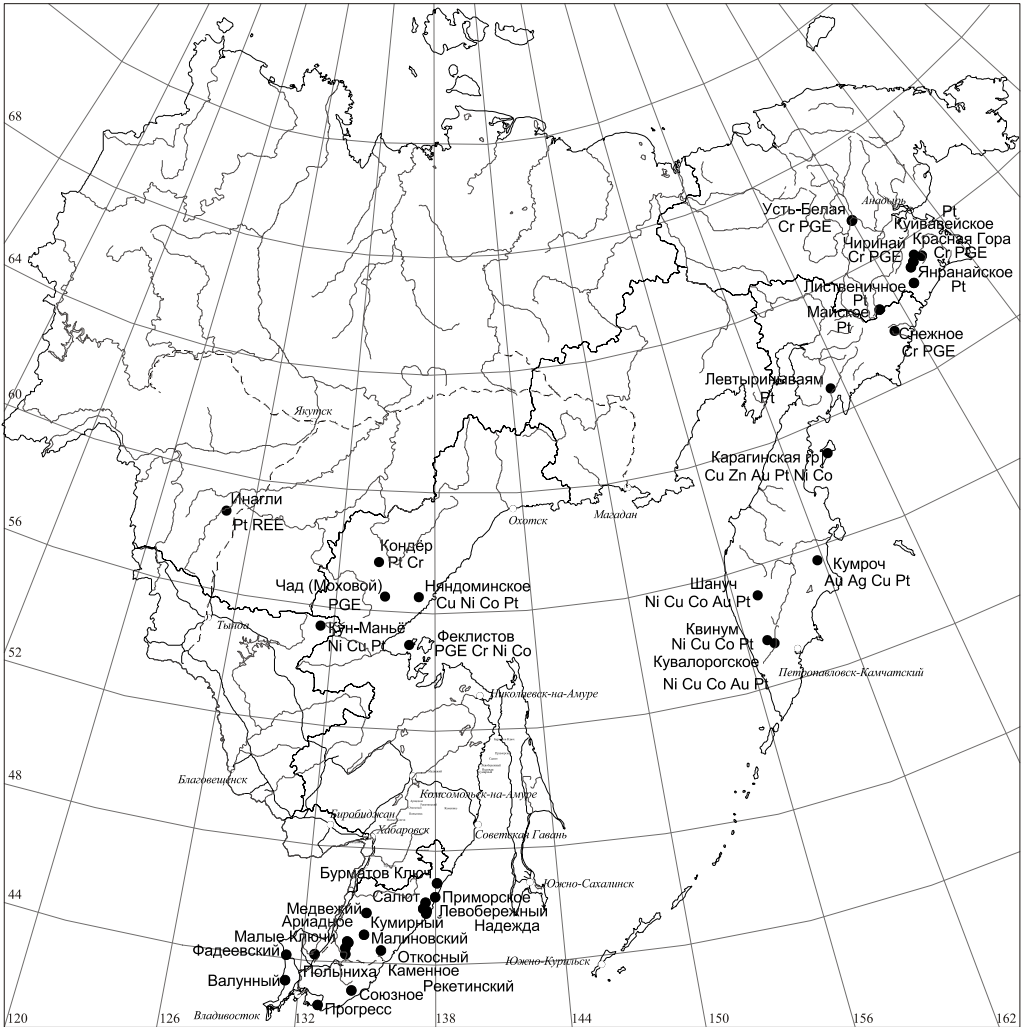 68
Анадырь
Pt
Усть-Белая
Cr PGE
Куйвивейское
Чиринай
Cr PGE
Красная Гора
Cr PGE
64
Янранайское
Pt
Лиственичное
Pt
Майское
Pt
Снежное
Cr PGE
Левтыринываям
Pt
60
Якутск
Карагинская гр
Cu Zn Au Pt Ni Co
Инагли
Pt REE
Охотск
Магадан
56
Кондёр
Pt Cr
Кумроч
Au Ag Cu Pt
Чад (Моховой)
PGE
Няндоминское
Cu Ni Co Pt
Шануч
Ni Cu Co Au Pt
Тында
Кун-Маньё
Ni Cu Pt
Феклистов
PGE Cr Ni Co
Квинум
Ni Cu Co Pt
52
Кувалорогское
Ni Cu Co Au Pt
Петропавловск-Камчатский
Николаевск-на-Амуре
48
Благовещенск
Комсомольск-на-Амуре
Биробиджан
Хабаровск
Советская Гавань
Бурматов Ключ
Южно-Сахалинск
44
Салют
Приморское
Медвежий
Левобережный
Ариадное
Кумирный
Надежда
Малые Ключи
Малиновский
Фадеевский
Откосный
Южно-Курильск
Полыниха
Каменное
Валунный
Рекетинский
Союзное
Прогресс
Владивосток
120
126
132
138
144
150
156
162